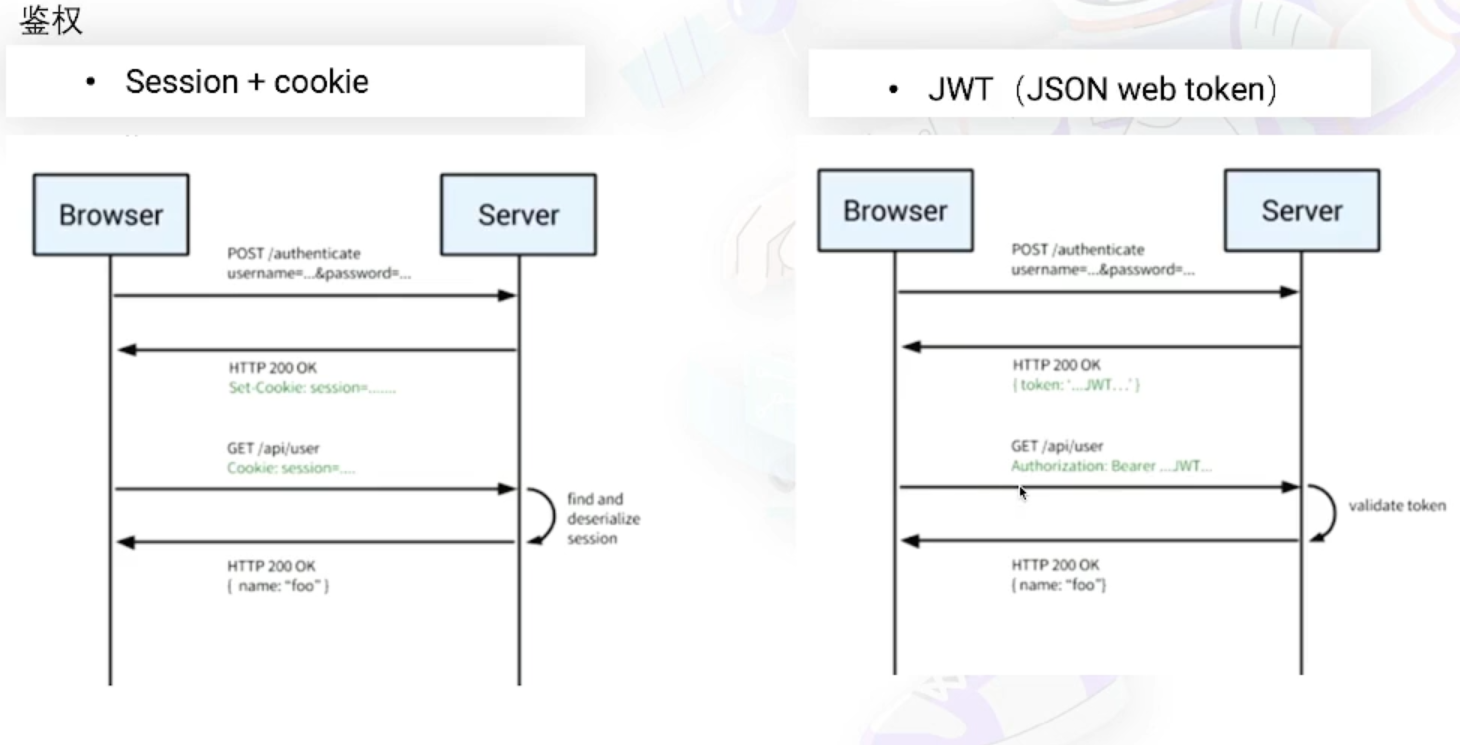 鉴权
• Session + cookie
Browser
Server
POST /authenticate
username=...&password=...
HTTP 200 OK
Set-Cookie: session=.......
GET /api/user
Cookie: session=....
find and
deserialize
session
HTTP 200 OK
{ name: “foo” }
• JWT（JSON web token）
Browser
Server
POST /authenticate
username=...&password=...
HTTP 200 OK
{ token: ‘...JWT...’ }
GET /api/user
Authorization: Bearer ...JWT...
validate token
HTTP 200 OK
{ name: “foo”}